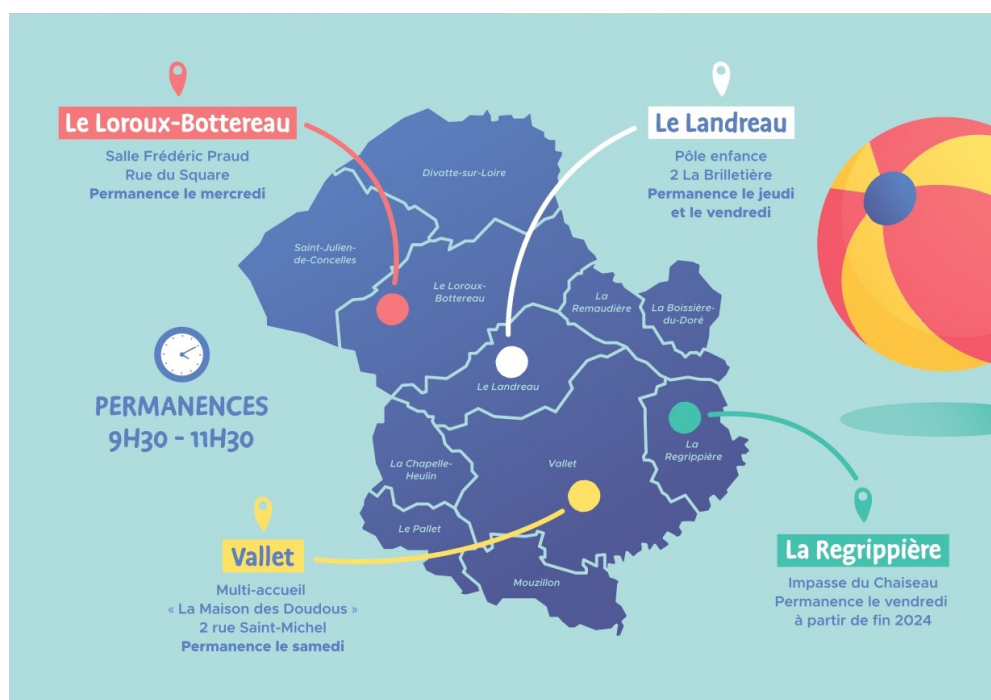 Le Loroux-Bottereau
Salle Frédéric Praud
Rue du Square
Permanence le mercredi
Le Landreau
Pôle enfance
2 La Brilletière
Permanence le jeudi
et le vendredi
Divatte-sur-Loire
Saint-Julien-
de-Concelles
Le Loroux-
Bottereau
La
Remaudière
La Boissière-
du-Doré
Le Landreau
PERMANENCES
9H30 - 11H30
La Chapelle-
Heulin
Vallet
La
Regrippière
Le Pallet
Mouzillon
Vallet
Multi-accueil
« La Maison des Doudous »
2 rue Saint-Michel
Permanence le samedi
La Regrippière
Impasse du Chaiseau
Permanence le vendredi
à partir de fin 2024